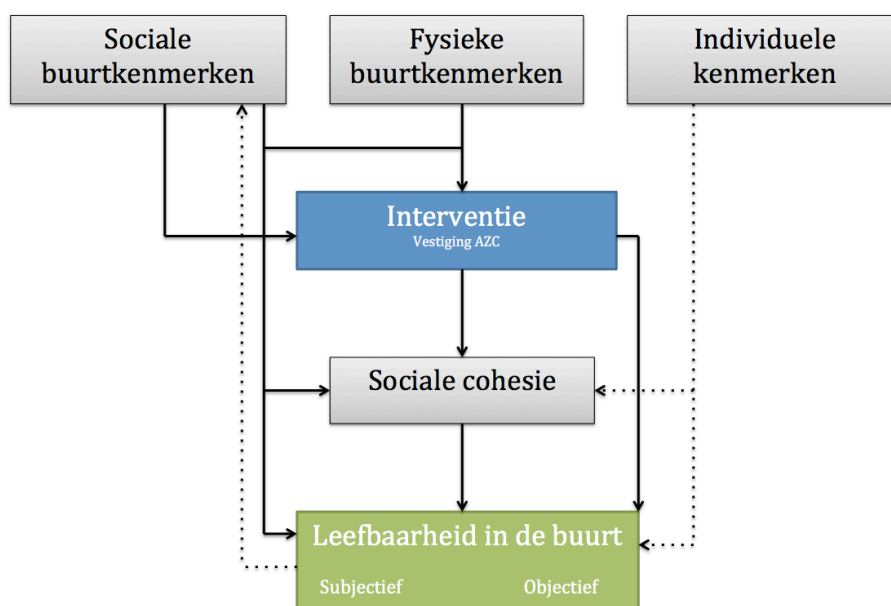 Sociale
buurtkenmerken
Fysieke
buurtkenmerken
Individuele
kenmerken
Interventie
Vestiging AZC
Sociale cohesie
Leefbaarheid in de buurt
Subjectief Objectief